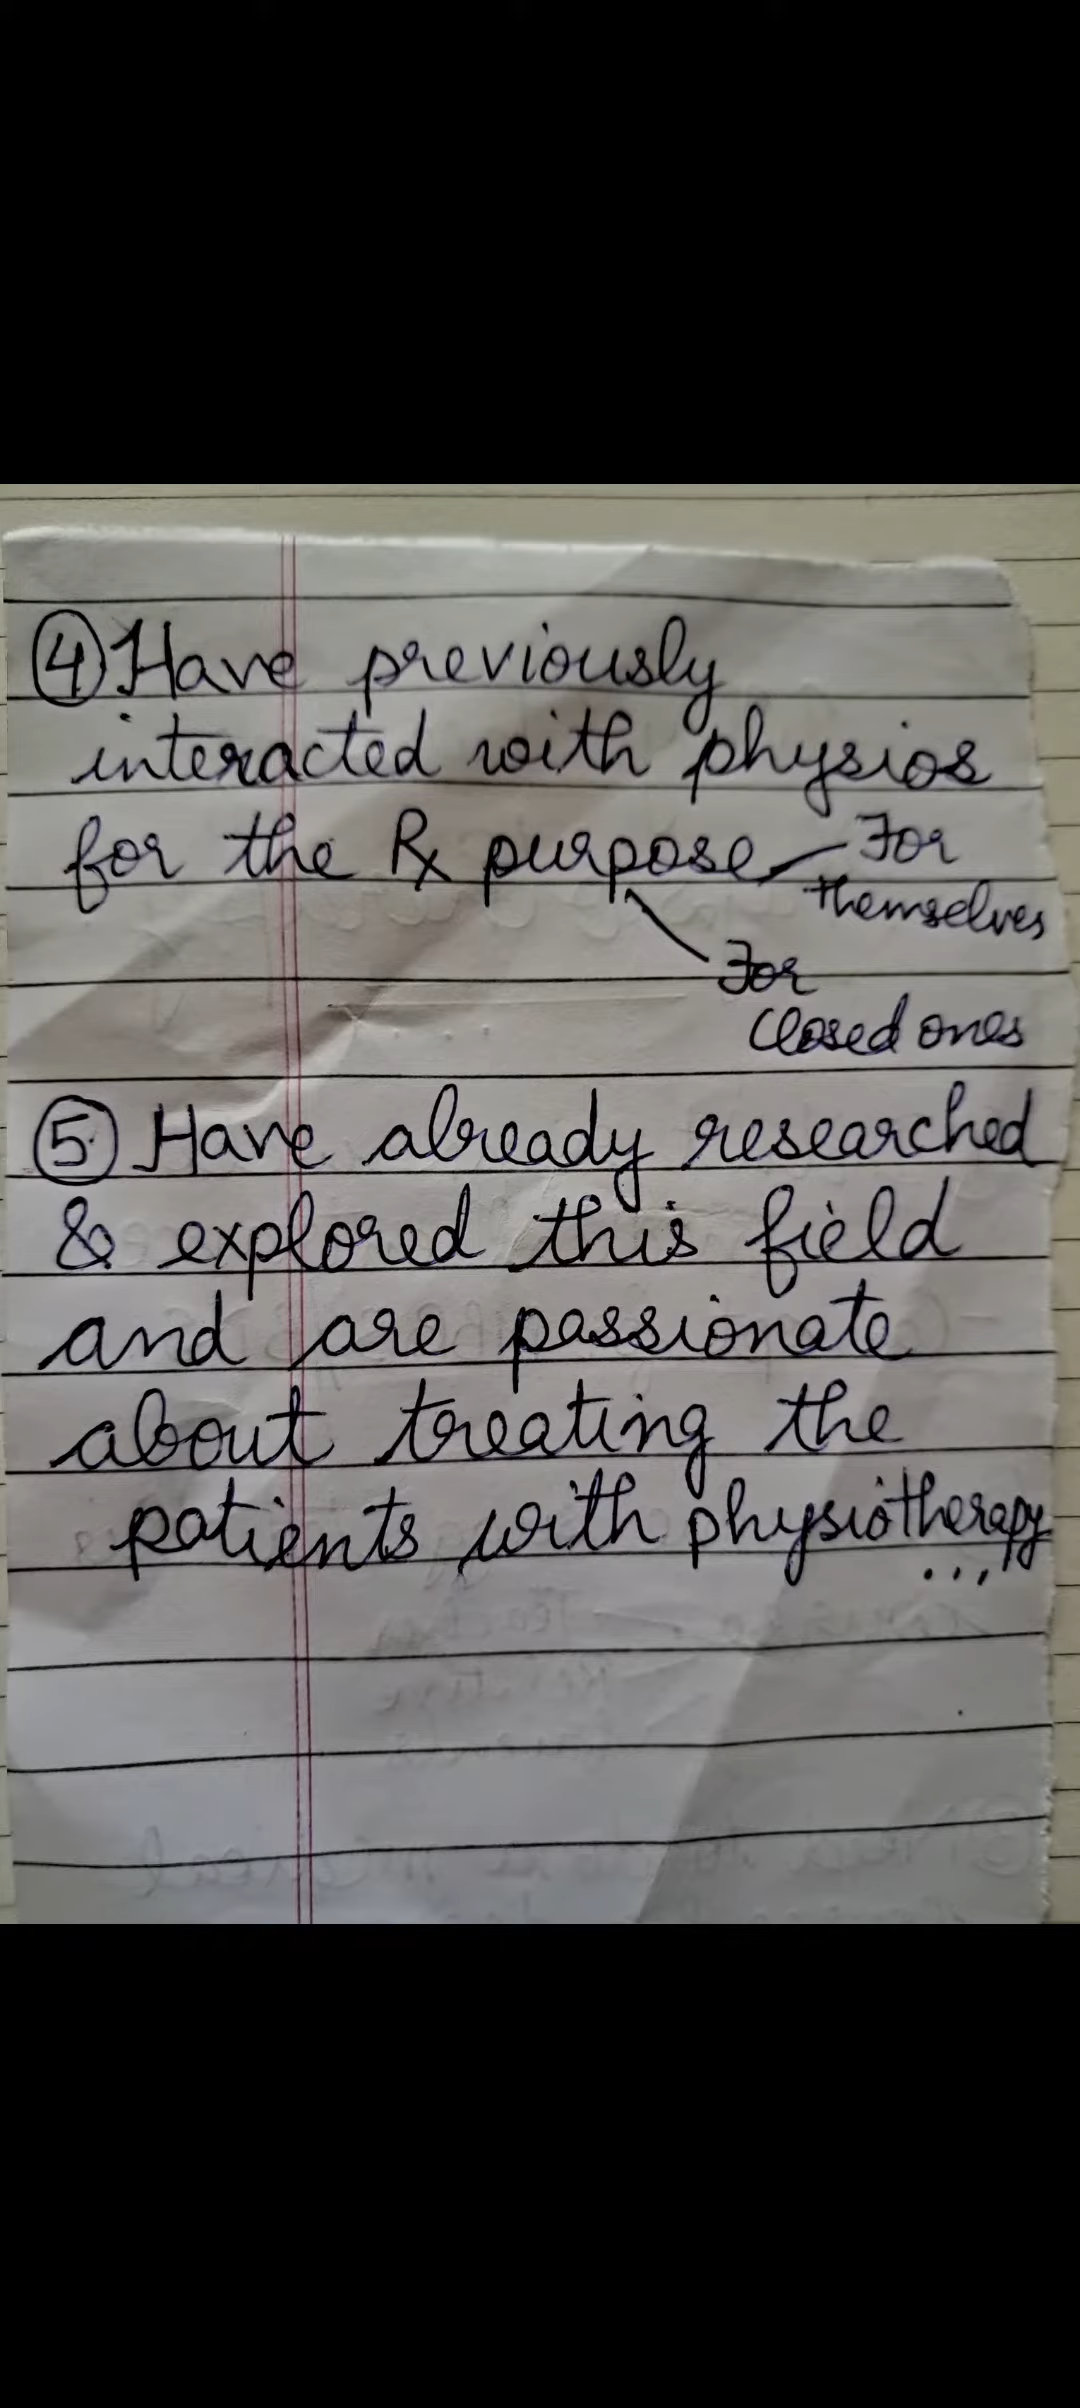 ④ Have previously
interacted with physios
for the Rx purpose – For
themselves
For
Closed ones
⑤ Have already researched
& explored this field
and are passionate
about treating the
patients with physiotherapy
...